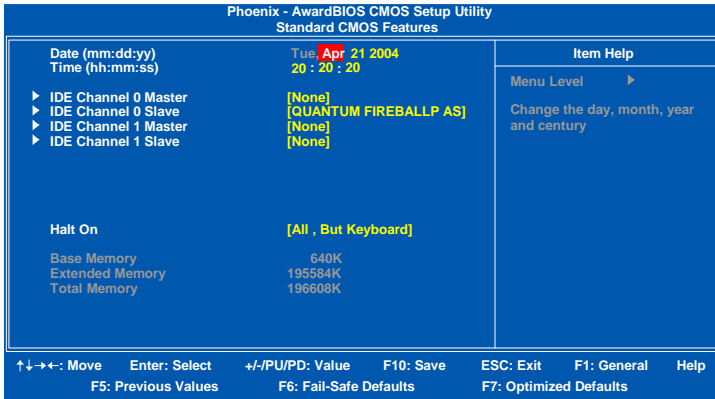 Phoenix - AwardBIOS CMOS Setup Utility
Standard CMOS Features
Date (mm:dd:yy) Tue, Apr 21 2004
Time (hh:mm:ss) 20 : 20 : 20
IDE Channel 0 Master [None]
IDE Channel 0 Slave [QUANTUM FIREBALLP AS]
IDE Channel 1 Master [None]
IDE Channel 1 Slave [None]
Halt On [All , But Keyboard]
Base Memory 640K
Extended Memory 195584K
Total Memory 196608K
Item Help
Menu Level
Change the day, month, year
and century
↑↓→←: Move Enter: Select +/-/PU/PD: Value F10: Save ESC: Exit F1: General Help
F5: Previous Values F6: Fail-Safe Defaults F7: Optimized Defaults